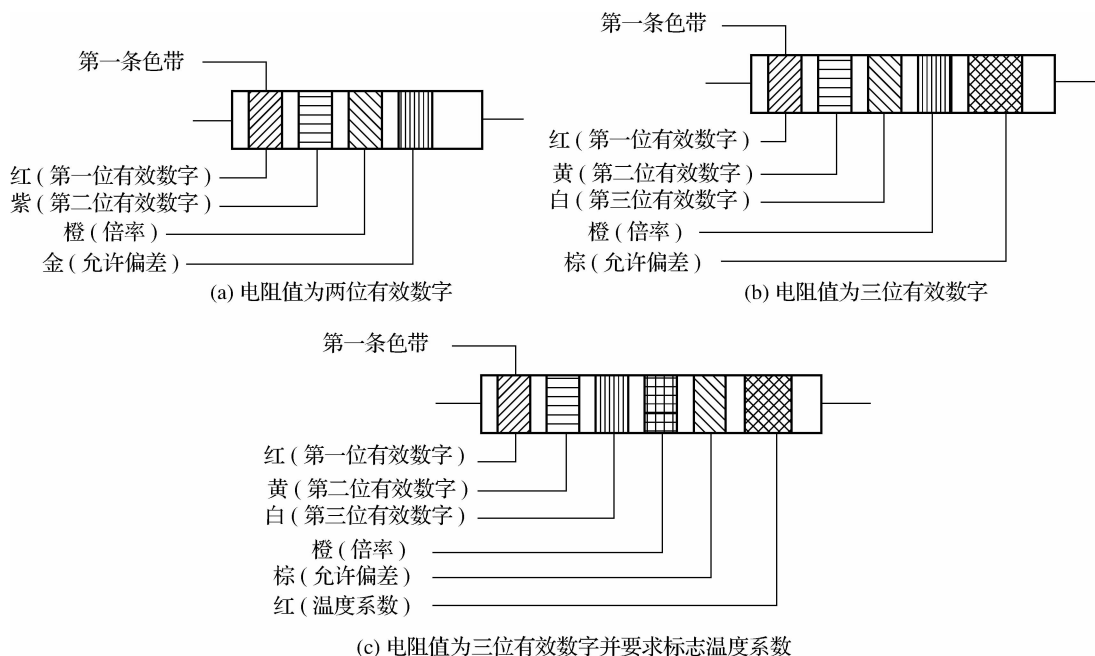 第一条色带
红(第一位有效数字)
紫(第二位有效数字)
橙(倍率)
金(允许偏差)
(a) 电阻值为两位有效数字
第一条色带
红(第一位有效数字)
黄(第二位有效数字)
白(第三位有效数字)
橙(倍率)
棕(允许偏差)
(b) 电阻值为三位有效数字
第一条色带
红(第一位有效数字)
黄(第二位有效数字)
白(第三位有效数字)
橙(倍率)
棕(允许偏差)
红(温度系数)
(c) 电阻值为三位有效数字并要求标志温度系数